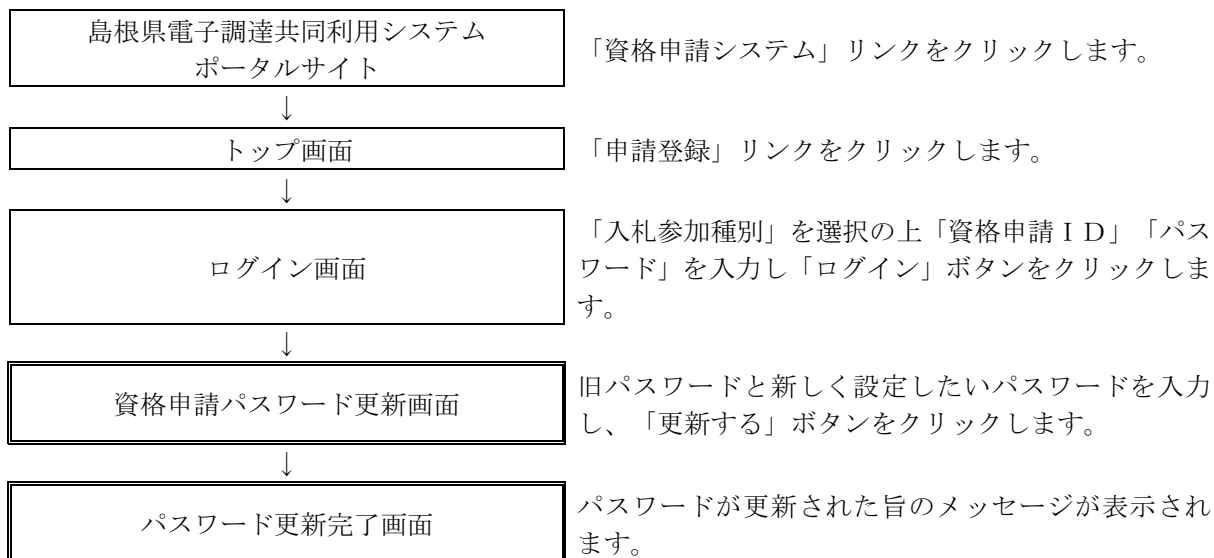 島根県電子調達共同利用システム
ポータルサイト
「資格申請システム」リンクをクリックします。
↓
トップ画面
「申請登録」リンクをクリックします。
↓
ログイン画面
「入札参加種別」を選択の上「資格申請ＩＤ」「パス
ワード」を入力し「ログイン」ボタンをクリックしま
す。
↓
資格申請パスワード更新画面
旧パスワードと新しく設定したいパスワードを入力
し、「更新する」ボタンをクリックします。
↓
パスワード更新完了画面
パスワードが更新された旨のメッセージが表示され
ます。